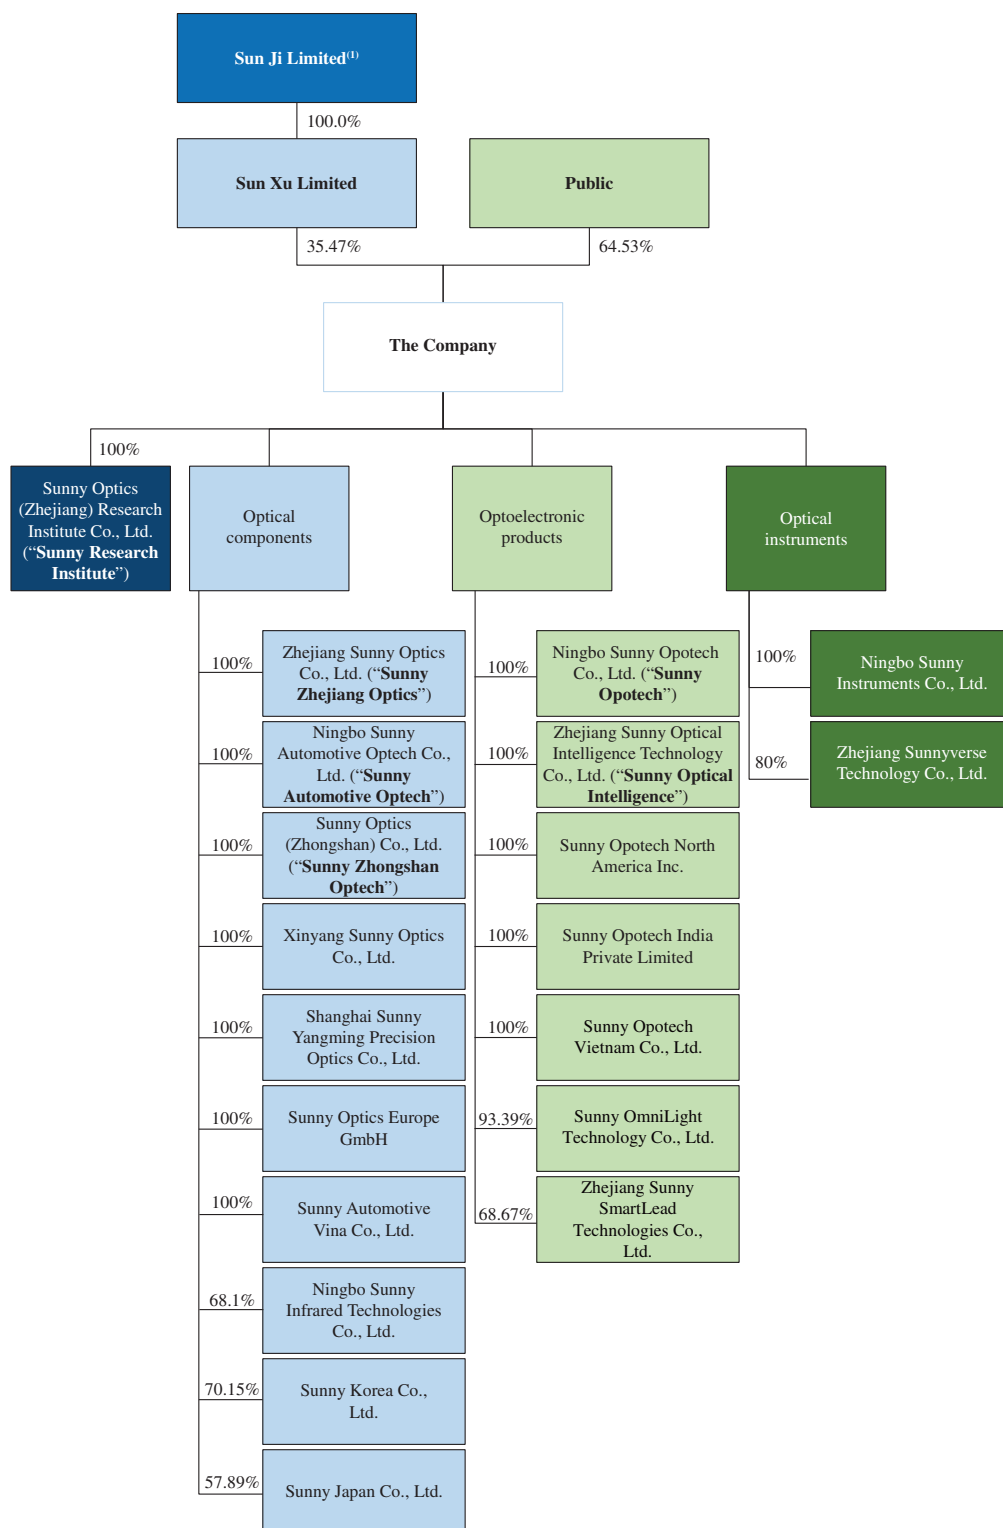 Sun Ji Limited(1)
100.0%
Sun Xu Limited
Public
35.47%
64.53%
The Company
100%
Sunny Optics
(Zhejiang) Research
Institute Co., Ltd.
(“Sunny Research
Institute”)
Optical
components
Optoelectronic
products
Optical
instruments
100%
Zhejiang Sunny Optics
Co., Ltd. (“Sunny
Zhejiang Optics”)
100%
Ningbo Sunny
Automotive Optech Co.,
Ltd. (“Sunny
Automotive Optech”)
100%
Sunny Optics
(Zhongshan) Co., Ltd.
(“Sunny Zhongshan
Optech”)
100%
Xinyang Sunny Optics
Co., Ltd.
100%
Shanghai Sunny
Yangming Precision
Optics Co., Ltd.
100%
Sunny Optics Europe
GmbH
100%
Sunny Automotive
Vina Co., Ltd.
68.1%
Ningbo Sunny
Infrared Technologies
Co., Ltd.
70.15%
Sunny Korea Co.,
Ltd.
57.89%
Sunny Japan Co., Ltd.
100%
Ningbo Sunny Opotech
Co., Ltd. (“Sunny
Opotech”)
100%
Zhejiang Sunny Optical
Intelligence Technology
Co., Ltd. (“Sunny Optical
Intelligence”)
100%
Sunny Opotech North
America Inc.
100%
Sunny Opotech India
Private Limited
100%
Sunny Opotech
Vietnam Co., Ltd.
93.39%
Sunny OmniLight
Technology Co., Ltd.
68.67%
Zhejiang Sunny
SmartLead
Technologies Co.,
Ltd.
100%
Ningbo Sunny
Instruments Co., Ltd.
80%
Zhejiang Sunnyverse
Technology Co., Ltd.